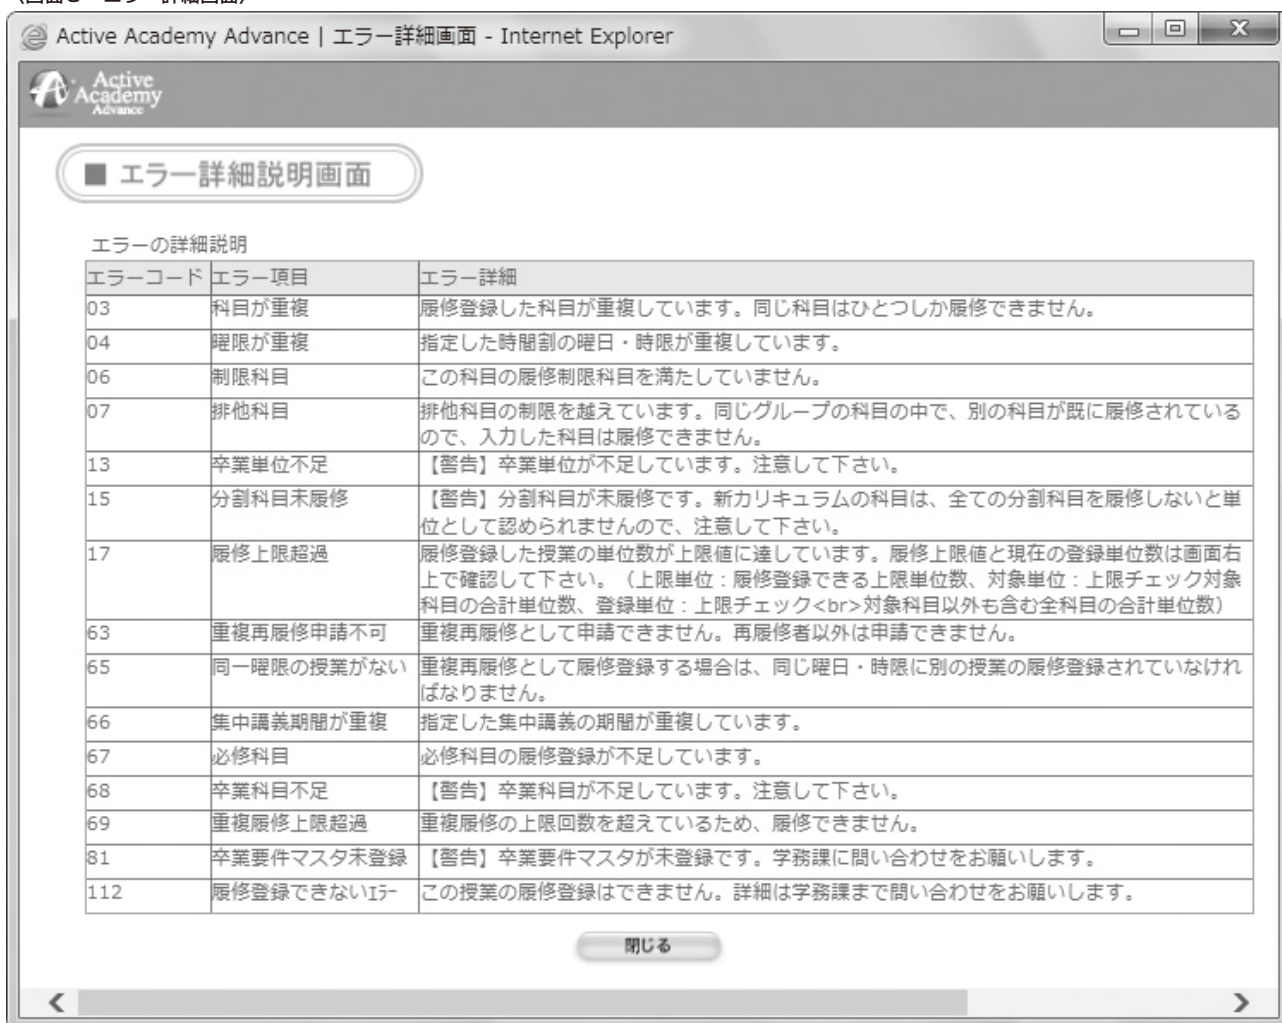 Active Academy Advance | エラー詳細画面 - Internet Explorer
Active
Academy
Advance
■ エラー詳細説明画面
エラーの詳細説明
エラーコード エラー項目 エラー詳細
03 科目が重複 履修登録した科目が重複しています。同じ科目はひとつしか履修できません。
04 曜限が重複 指定した時間割の曜日・時限が重複しています。
06 制限科目 この科目の履修制限科目を満たしていません。
07 排他科目 排他科目の制限を越えています。同じグループの科目の中で、別の科目が既に履修されている
ので、入力した科目は履修できません。
13 卒業単位不足 【警告】卒業単位が不足しています。注意して下さい。
15 分割科目未履修 【警告】分割科目が未履修です。新カリキュラムの科目は、全ての分割科目を履修しないと単
位として認められませんので、注意して下さい。
17 履修上限超過 履修登録した授業の単位数が上限値に達しています。履修上限値と現在の登録単位数は画面右
上で確認して下さい。（上限単位：履修登録できる上限単位数、対象単位：上限チェック対象
科目の合計単位数、登録単位：上限チェック<br>対象科目以外も含む全科目の合計単位数）
63 重複再履修申請不可 重複再履修として申請できません。再履修者以外は申請できません。
65 同一曜限の授業がない 重複再履修として履修登録する場合は、同じ曜日・時限に別の授業の履修登録されていなけれ
ばなりません。
66 集中講義期間が重複 指定した集中講義の期間が重複しています。
67 必修科目 必修科目の履修登録が不足しています。
68 卒業科目不足 【警告】卒業科目が不足しています。注意して下さい。
69 重複履修上限超過 重複履修の上限回数を超えているため、履修できません。
81 卒業要件マスタ未登録 【警告】卒業要件マスタが未登録です。学務課に問い合わせをお願いします。
112 履修登録できないｴﾗｰ この授業の履修登録はできません。詳細は学務課まで問い合わせをお願いします。
閉じる